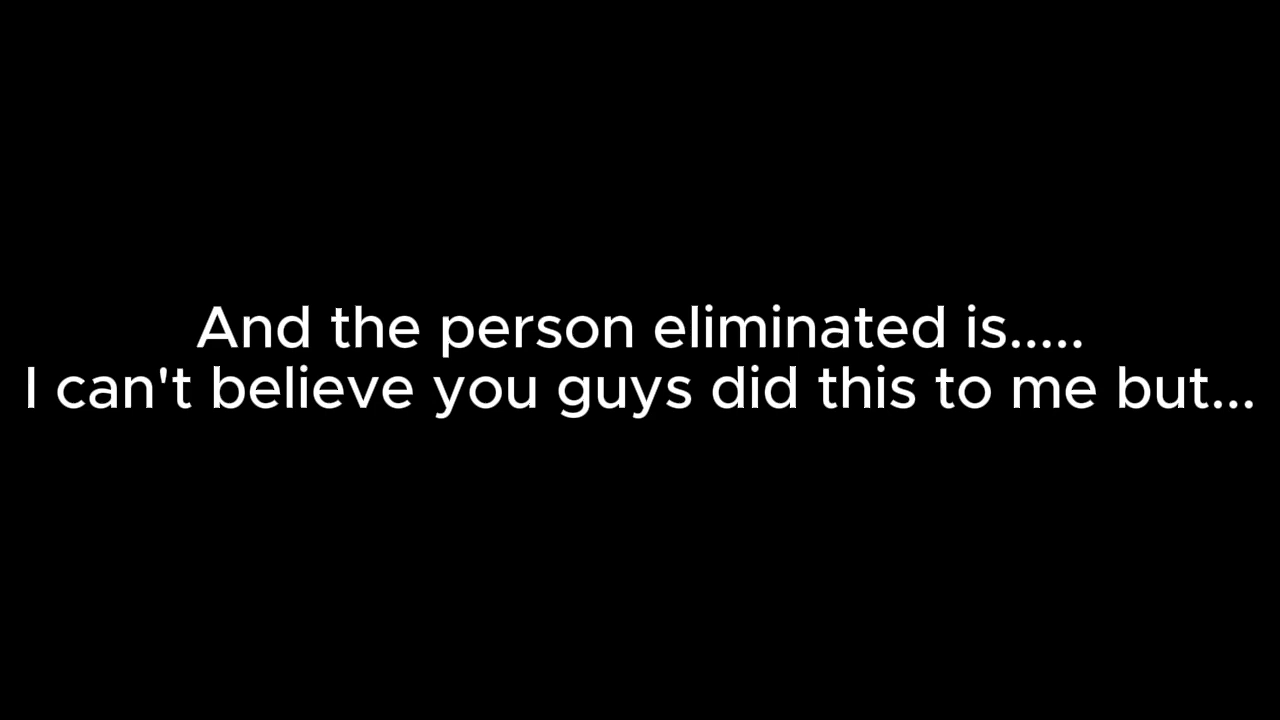 And the person eliminated is.....
I can't believe you guys did this to me but...